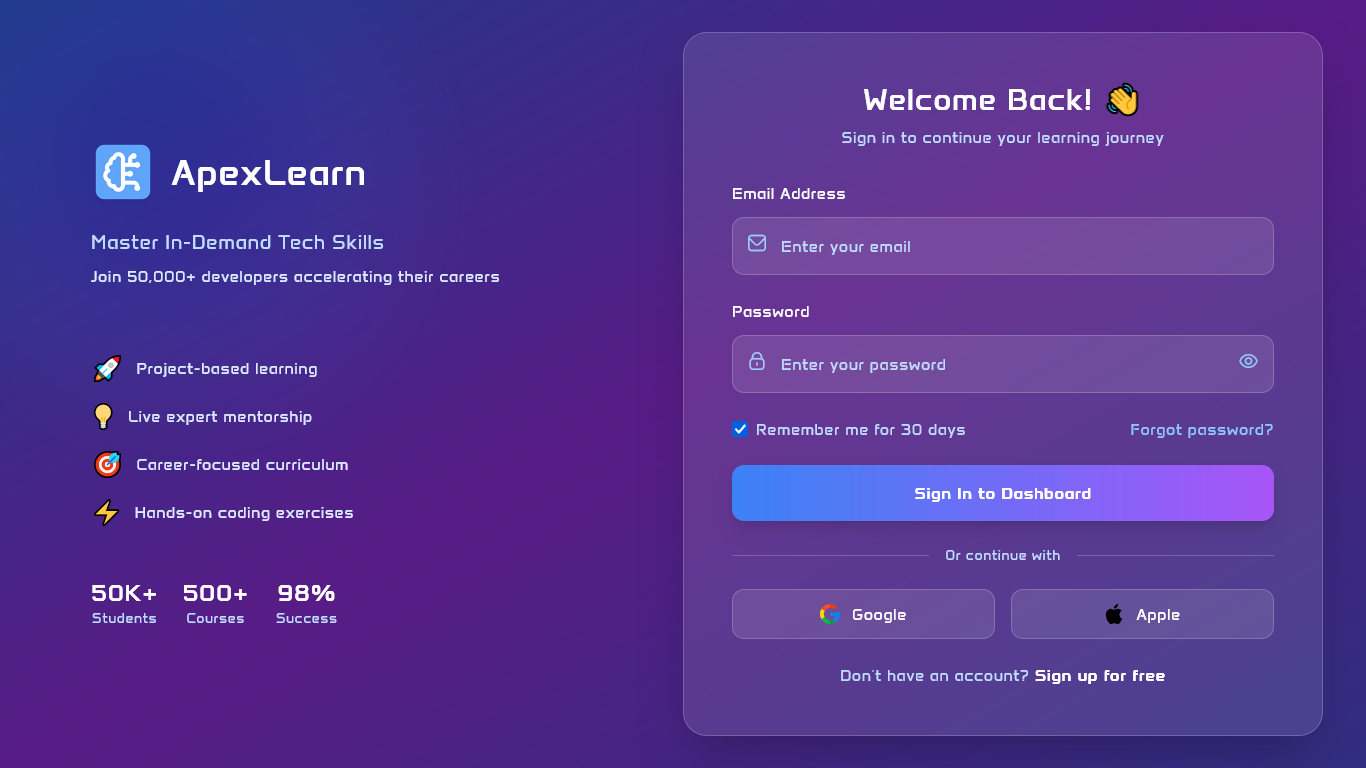 ApexLearn
Master In-Demand Tech Skills
Join 50,000+ developers accelerating their careers
Project-based learning
Live expert mentorship
Career-focused curriculum
Hands-on coding exercises
50K+ 500+ 98%
Students Courses Success
Welcome Back! 👋
Sign in to continue your learning journey
Email Address
Enter your email
Password
Enter your password
Remember me for 30 days Forgot password?
Sign In to Dashboard
Or continue with
Google Apple
Don't have an account? Sign up for free